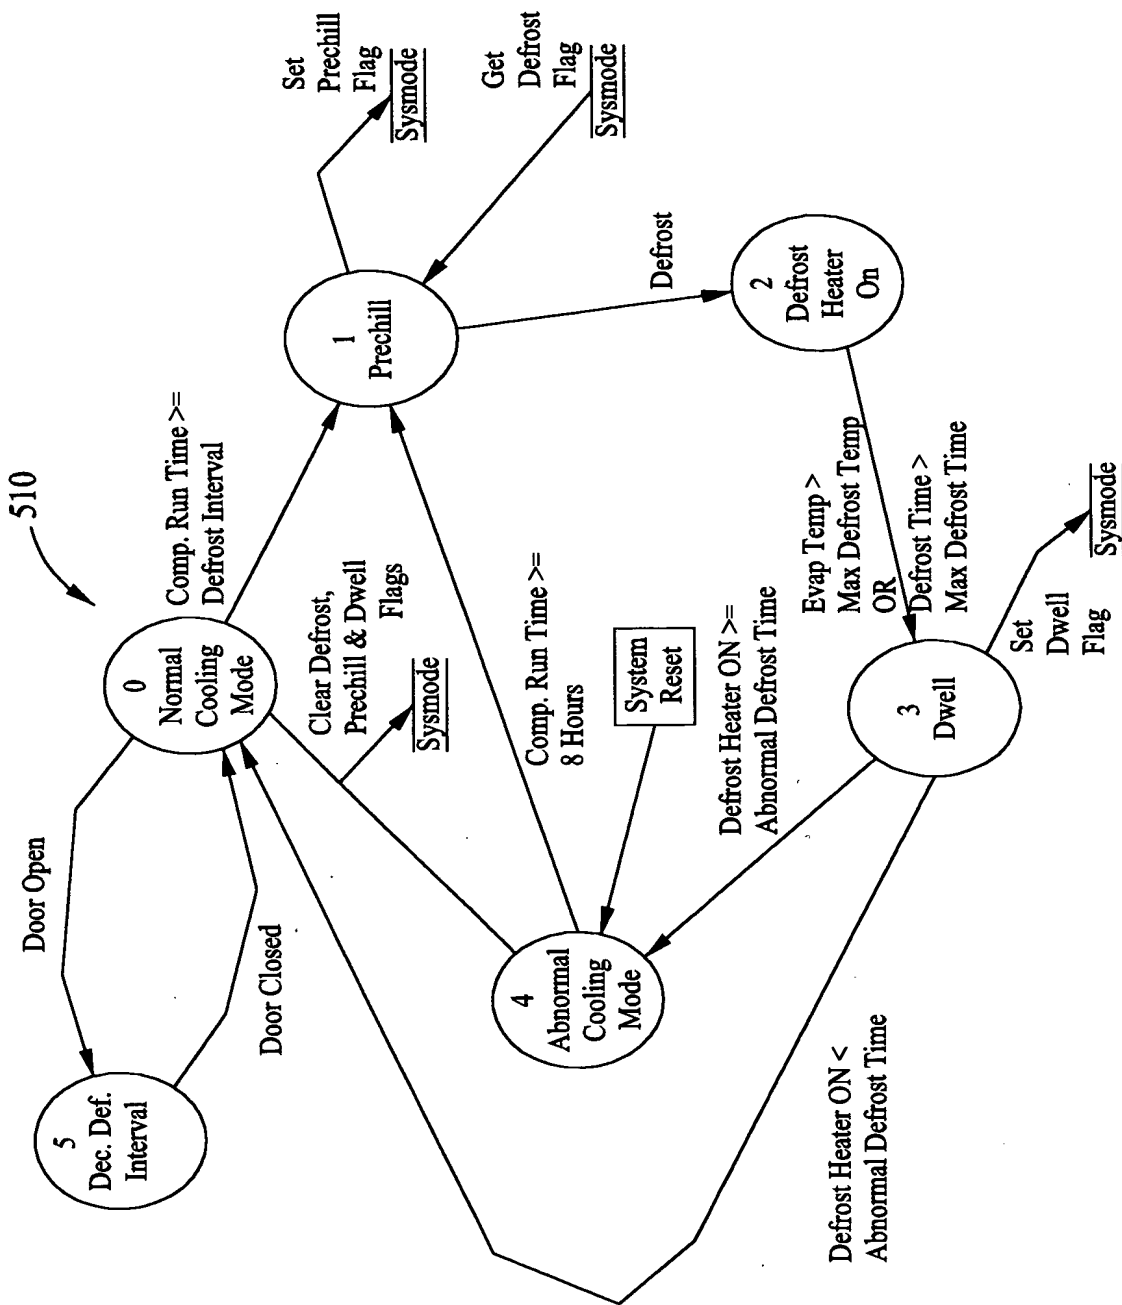 510
Door Open
Door Closed
5
Dec. Def.
Interval
0
Normal
Cooling
Mode
Comp. Run Time >=
Defrost Interval
Clear Defrost,
Prechill & Dwell
Flags
Sysmode
1
Prechill
Set
Prechill
Flag
Sysmode
Get
Defrost
Flag
Sysmode
Defrost
2
Defrost
Heater
On
Evap Temp >
Max Defrost Temp
OR
Defrost Time >
Max Defrost Time
3
Dwell
Set
Dwell
Flag
Sysmode
Comp. Run Time >=
8 Hours
System
Reset
Defrost Heater ON >=
Abnormal Defrost Time
4
Abnormal
Cooling
Mode
Defrost Heater ON <
Abnormal Defrost Time